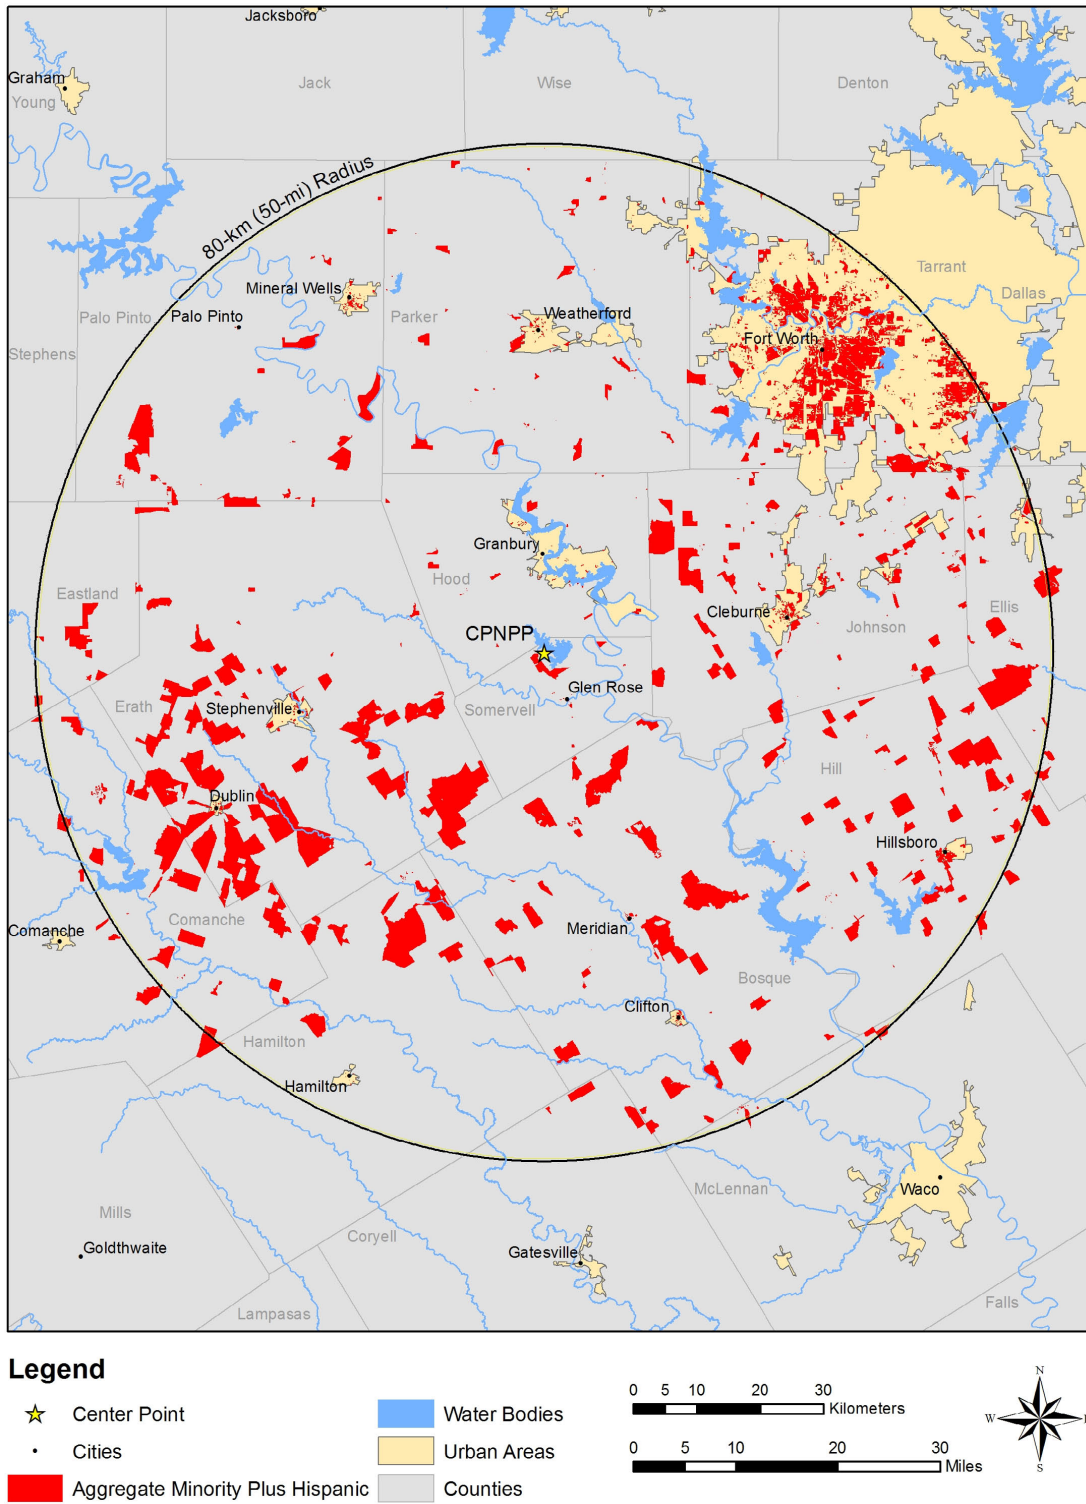 Jacksboro
Graham
Young
Jack
Wise
Denton
80-km (50-mi) Radius
Tarrant
Mineral Wells
Dallas
Palo Pinto
Palo Pinto
Parker
Weatherford
Fort Worth
Stephens
Granbury
Hood
Eastland
Cleburne
Ellis
Johnson
CPNPP
Glen Rose
Erath
Stephenville
Somervell
Hill
Dublin
Hillsboro
Comanche
Comanche
Meridian
Bosque
Clifton
Hamilton
Hamilton
McLennan
Waco
Mills
Coryell
Goldthwaite
Gatesville
Lampasas
Falls
Legend
Center Point
Cities
Aggregate Minority Plus Hispanic
Water Bodies
Urban Areas
Counties
0 5 10 20 30
Kilometers
0 5 10 20 30
Miles
N
W E
S